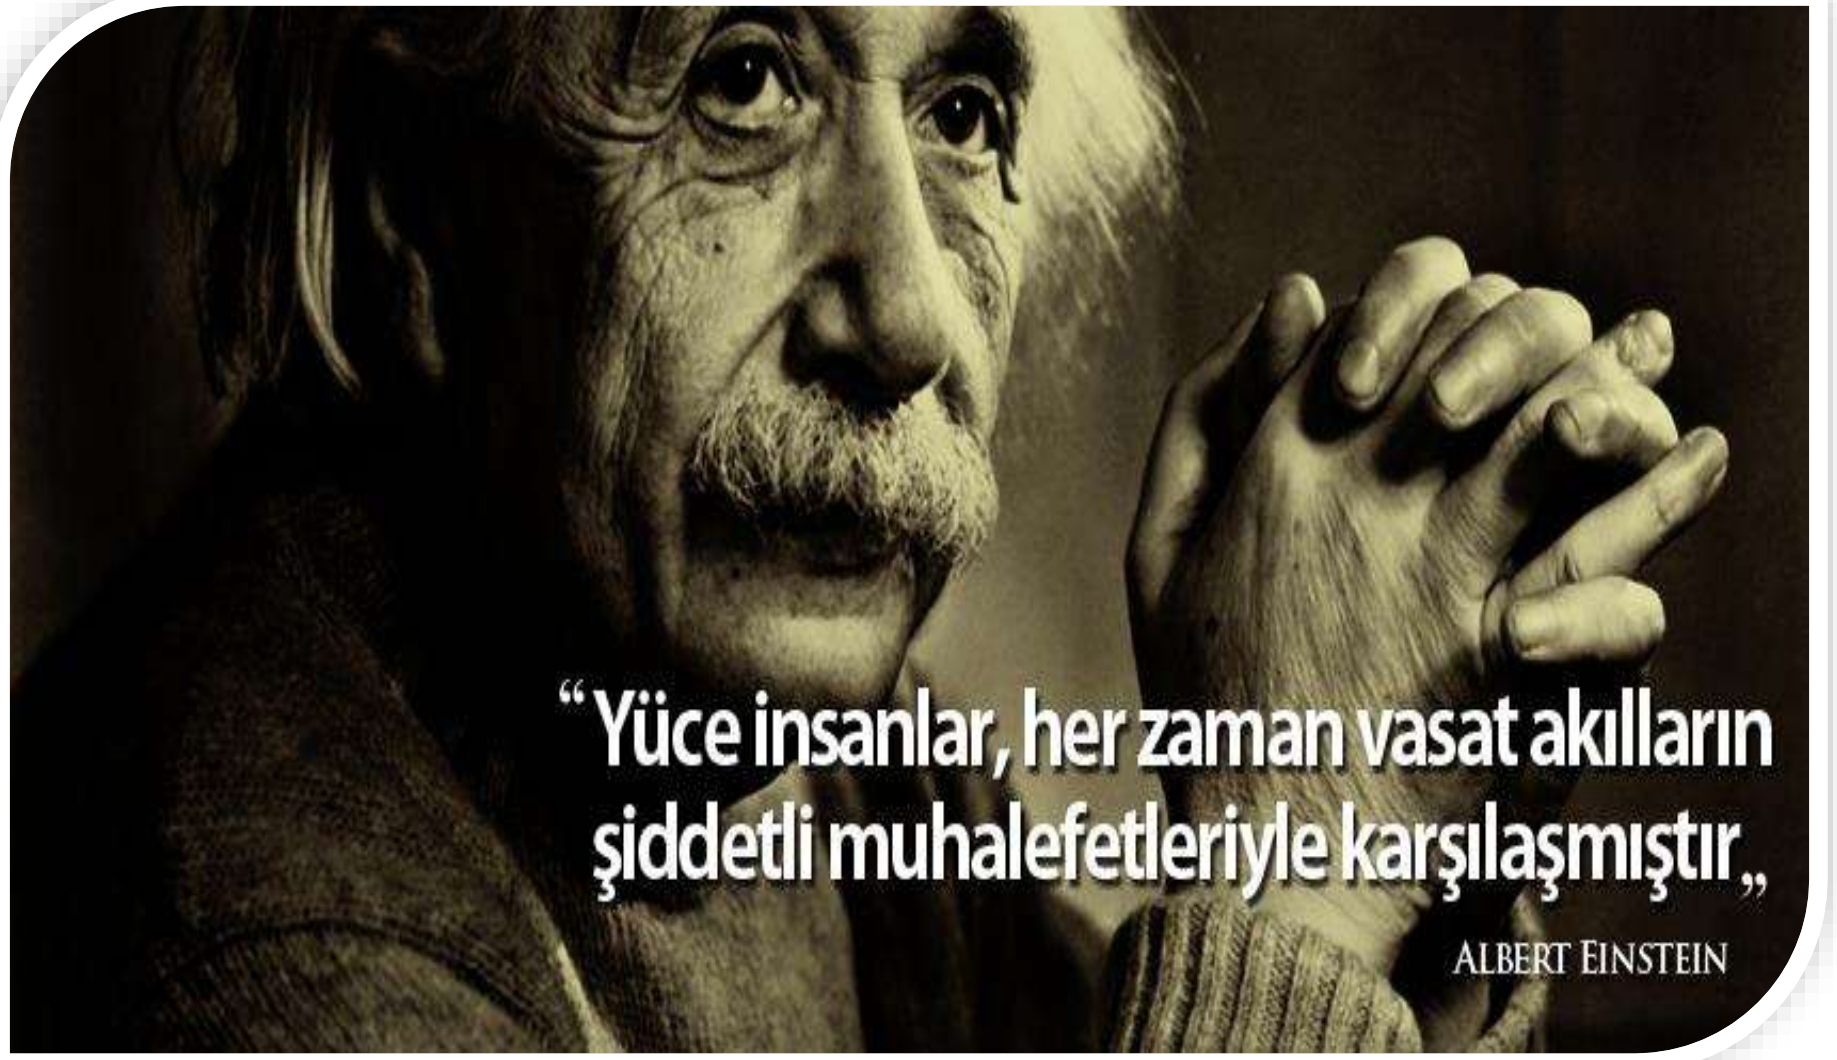 “Yüce insanlar, her zaman vasat akılların
şiddetli muhalefetleriyle karşılaşmıştır„
ALBERT EINSTEIN